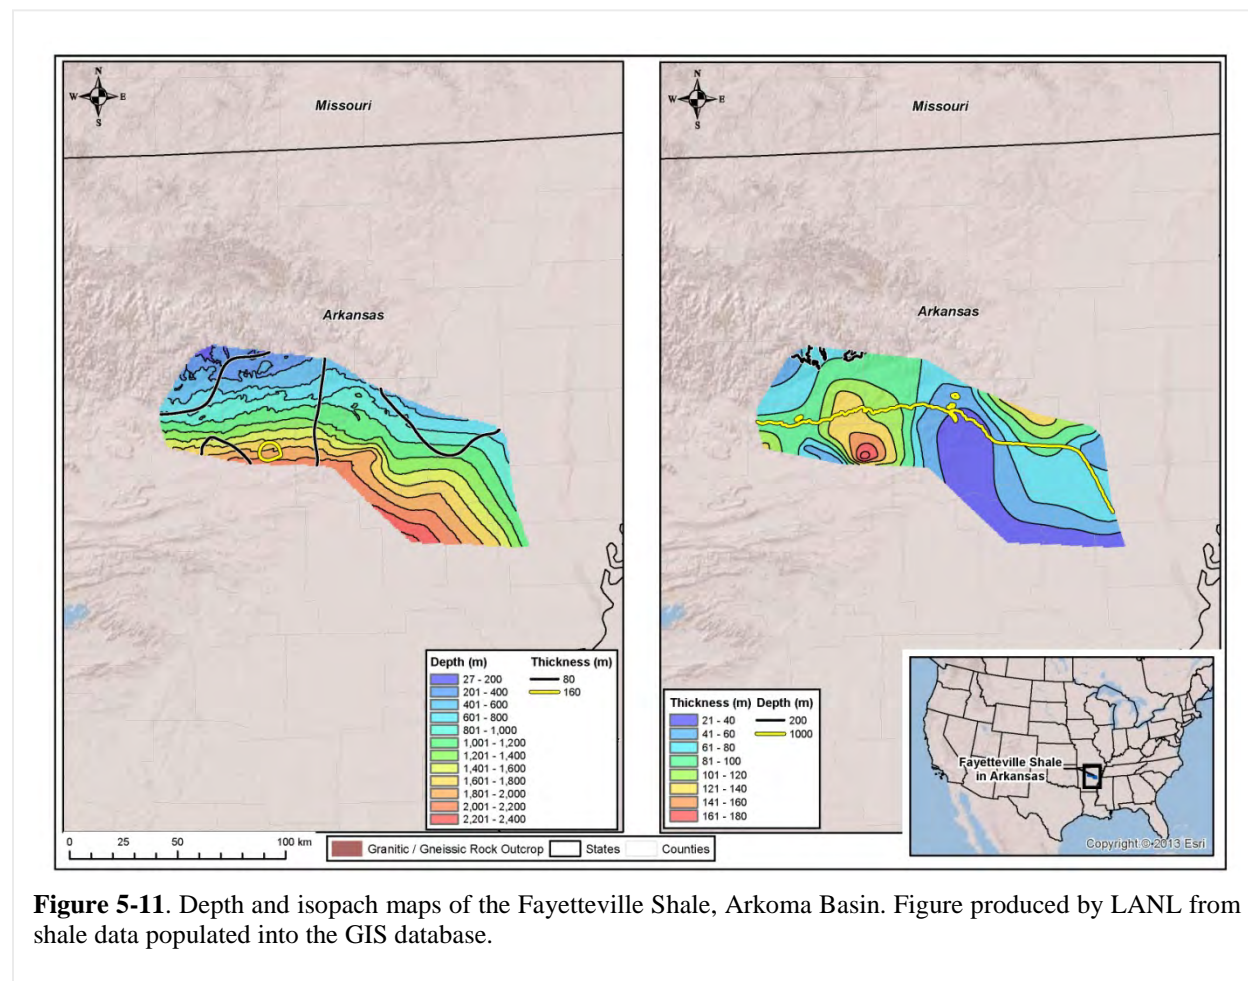 N
W E
S
Missouri
Arkansas
Depth (m) Thickness (m)
27 - 200 80
201 - 400 160
401 - 600
601 - 800
801 - 1,000
1,001 - 1,200
1,201 - 1,400
1,401 - 1,600
1,601 - 1,800
1,801 - 2,000
2,001 - 2,200
2,201 - 2,400
0 50 100 km
N
W E
S
Missouri
Arkansas
Thickness (m) Depth (m)
21 - 40 200
41 - 60 1000
61 - 80
81 - 100
101 - 120
121 - 140
141 - 160
161 - 180
Fayetteville Shale
in Arkansas
Copyright:© 2013 Esri
Granitic / Gneissic Rock Outcrop States Counties
Figure 5-11. Depth and isopach maps of the Fayetteville Shale, Arkoma Basin. Figure produced by LANL from
shale data populated into the GIS database.